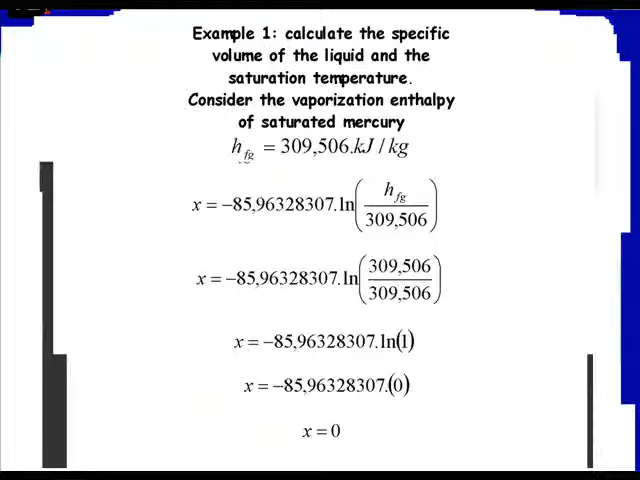 Example 1: calculate the specific
volume of the liquid and the
saturation temperature.
Consider the vaporization enthalpy
of saturated mercury
h_fg = 309,506.kJ / kg
x = −85,96328307.ln(h_fg / 309,506)
x = −85,96328307.ln(309,506 / 309,506)
x = −85,96328307.ln(1)
x = −85,96328307.(0)
x = 0